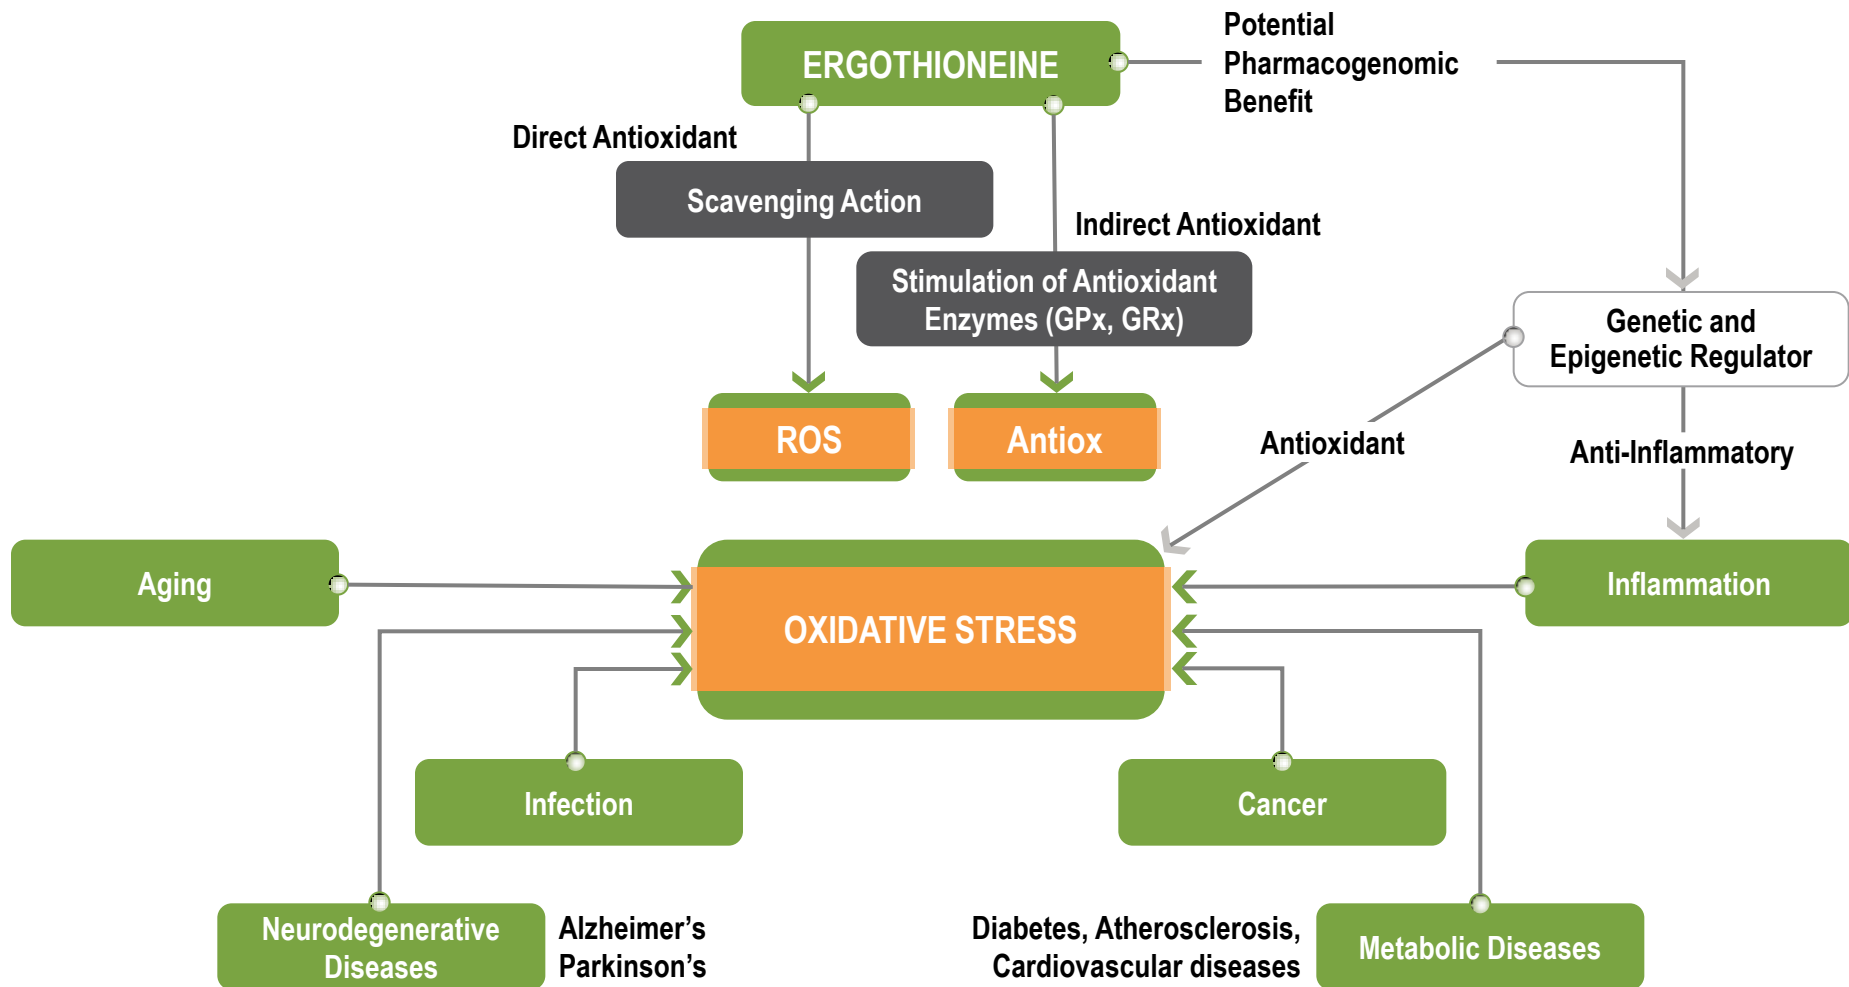 Potential
Pharmacogenomic
Benefit
ERGOTHIONEINE
Direct Antioxidant
Scavenging Action
Indirect Antioxidant
Stimulation of Antioxidant
Enzymes (GPx, GRx)
Genetic and
Epigenetic Regulator
ROS
Antiox
Antioxidant
Anti-Inflammatory
Aging
OXIDATIVE STRESS
Inflammation
Infection
Cancer
Neurodegenerative
Diseases
Alzheimer’s
Parkinson’s
Diabetes, Atherosclerosis,
Cardiovascular diseases
Metabolic Diseases